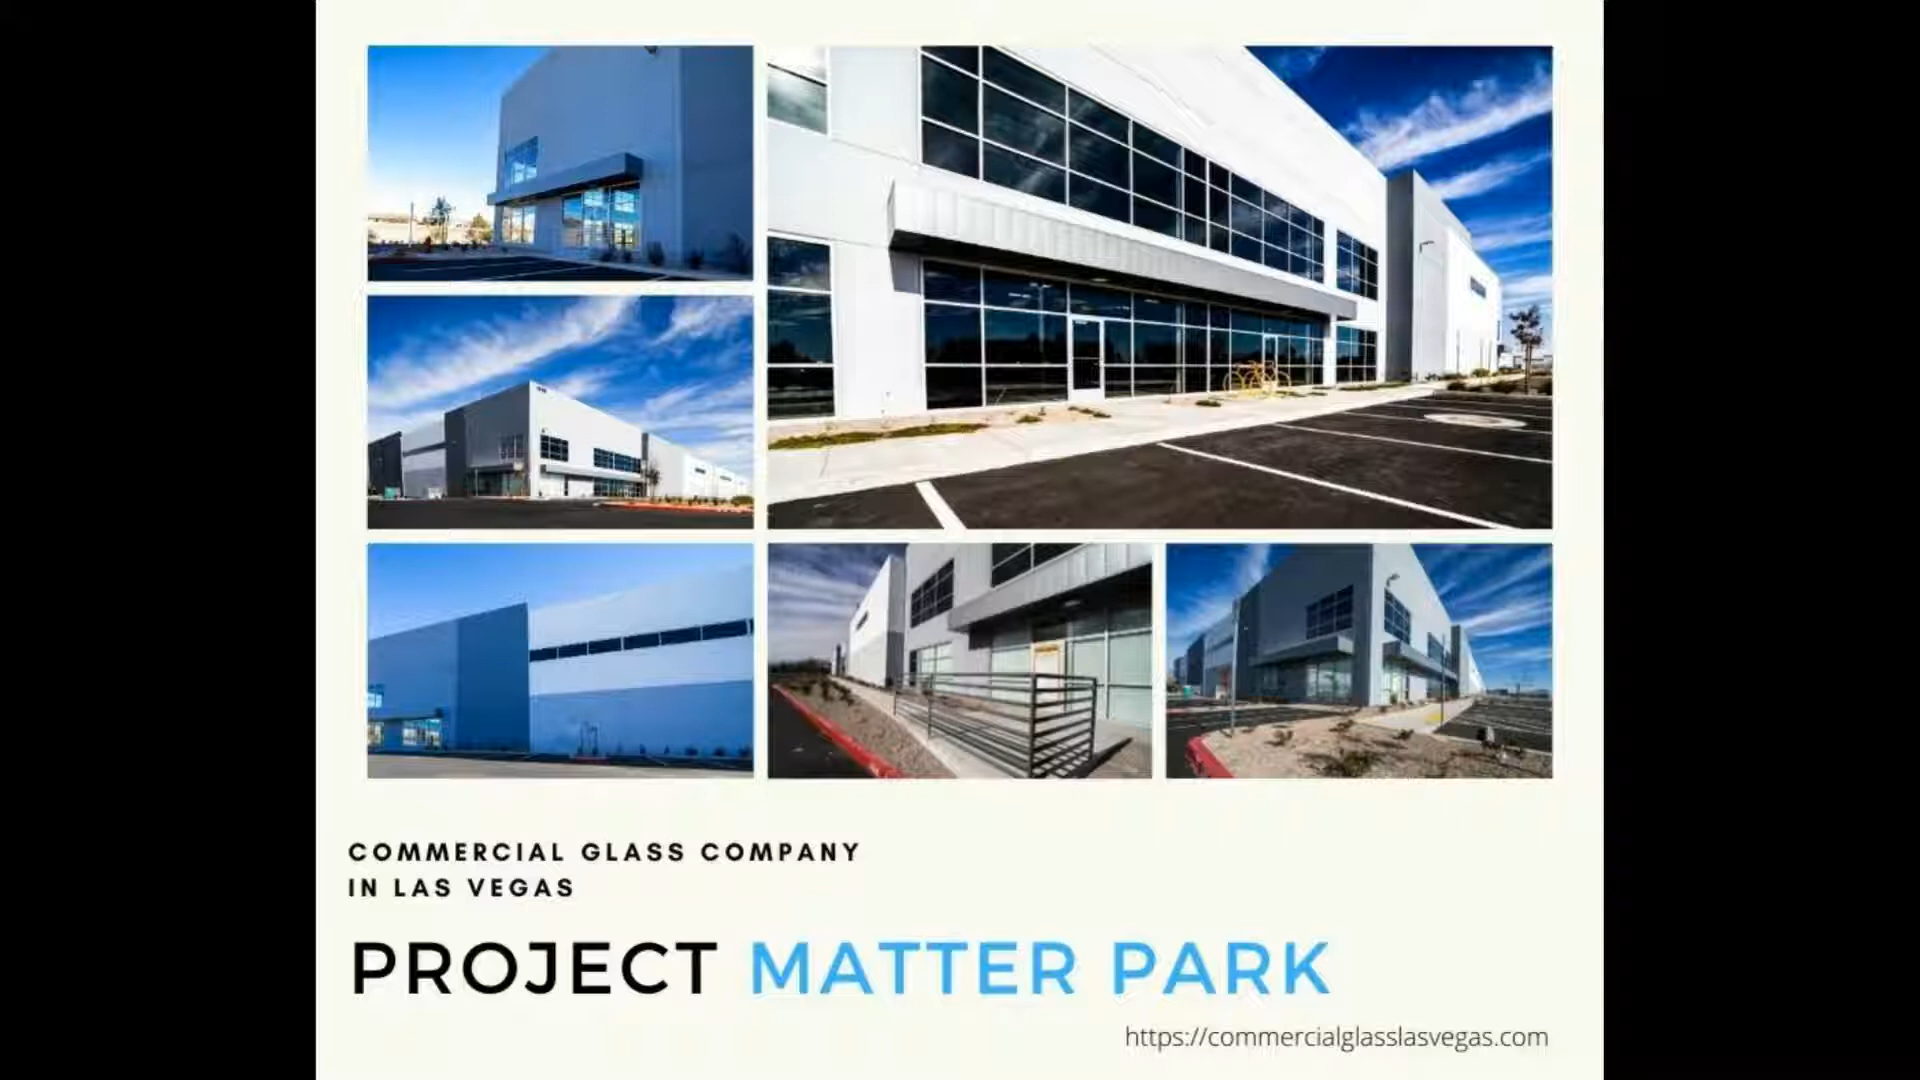 COMMERCIAL GLASS COMPANY
IN LAS VEGAS
PROJECT MATTER PARK
https://commercialglasslasvegas.com